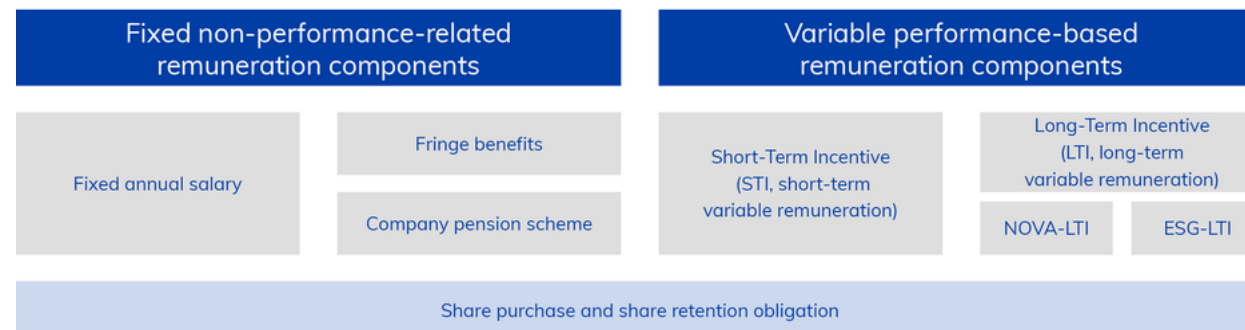 Fixed non-performance-related
remuneration components
Variable performance-based
remuneration components
Fixed annual salary
Fringe benefits
Company pension scheme
Short-Term Incentive
(STI, short-term
variable remuneration)
Long-Term Incentive
(LTI, long-term
variable remuneration)
NOVA-LTI
ESG-LTI
Share purchase and share retention obligation